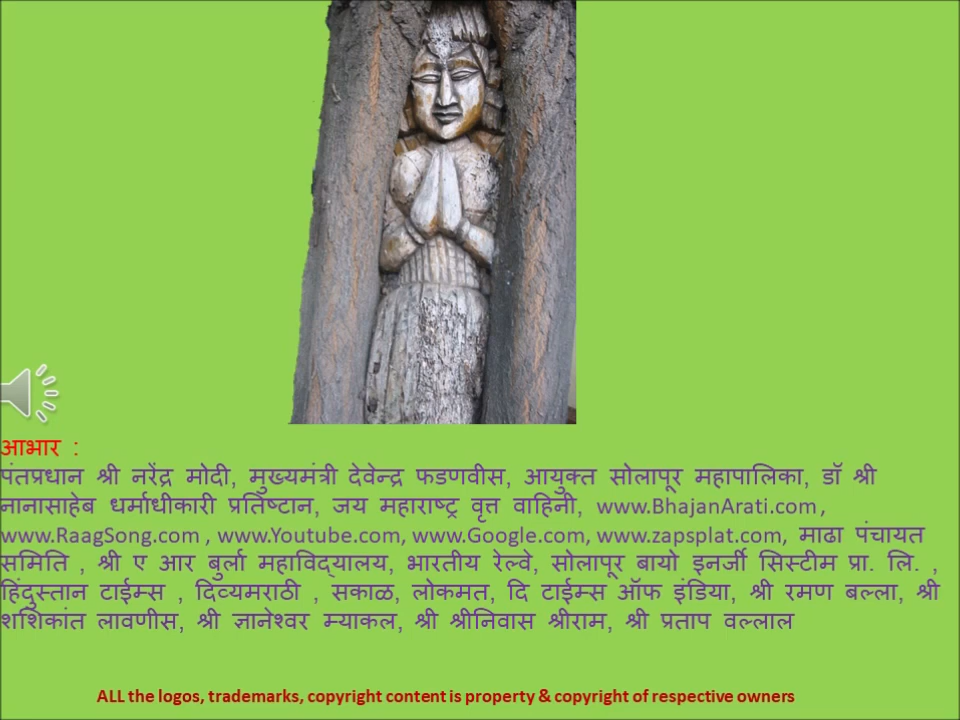 आभार :
पंतप्रधान श्री नरेंद्र मोदी, मुख्यमंत्री देवेन्द्र फडणवीस, आयुक्त सोलापूर महापालिका, डॉ श्री
नानासाहेब धर्माधीकारी प्रतिष्टान, जय महाराष्ट्र वृत्त वाहिनी, www.BhajanArati.com ,
www.RaagSong.com , www.Youtube.com, www.Google.com, www.zapsplat.com, माढा पंचायत
समिति , श्री ए आर बुर्ला महाविद्यालय, भारतीय रेल्वे, सोलापूर बायो इनर्जी सिस्टीम प्रा. लि. ,
हिंदुस्तान टाईम्स , दिव्यमराठी , सकाळ, लोकमत, दि टाईम्स ऑफ इंडिया, श्री रमण बल्ला, श्री
शशिकांत लावणीस, श्री ज्ञानेश्वर म्याकल, श्री श्रीनिवास श्रीराम, श्री प्रताप वल्लाल
ALL the logos, trademarks, copyright content is property & copyright of respective owners